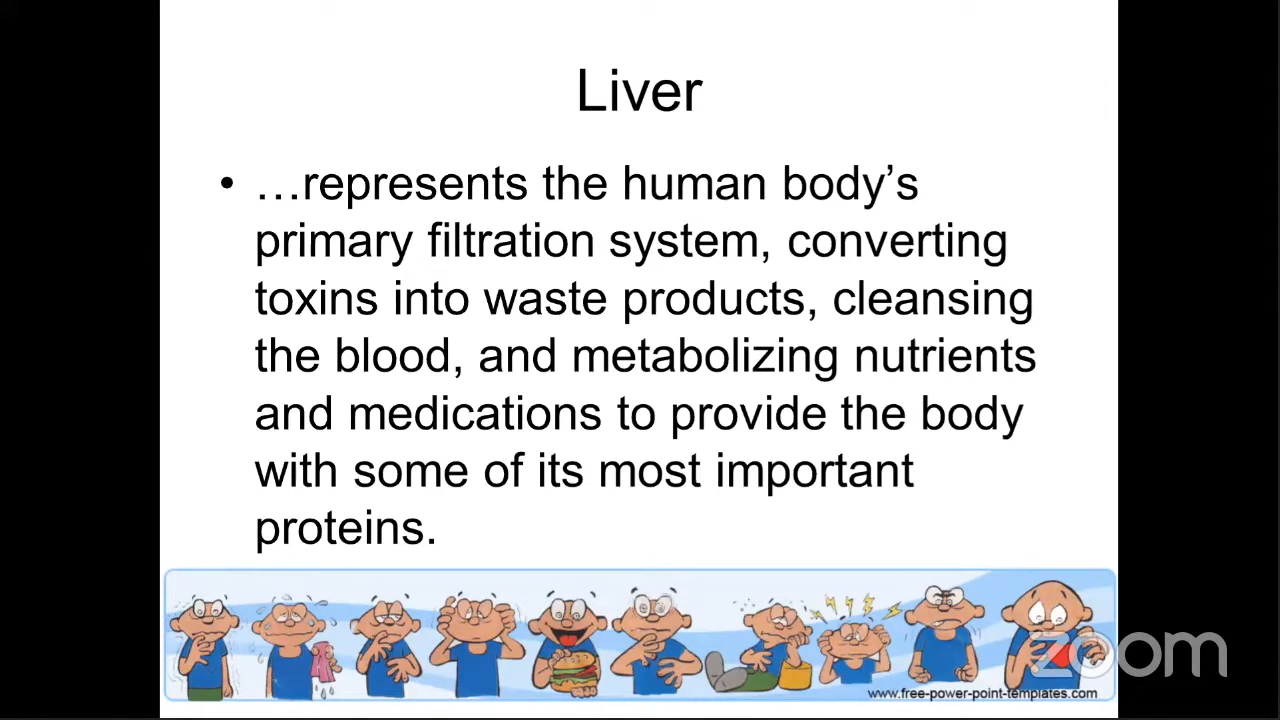 Liver
• …represents the human body’s
primary filtration system, converting
toxins into waste products, cleansing
the blood, and metabolizing nutrients
and medications to provide the body
with some of its most important
proteins.
zoom
www.free-power-point-templates.com